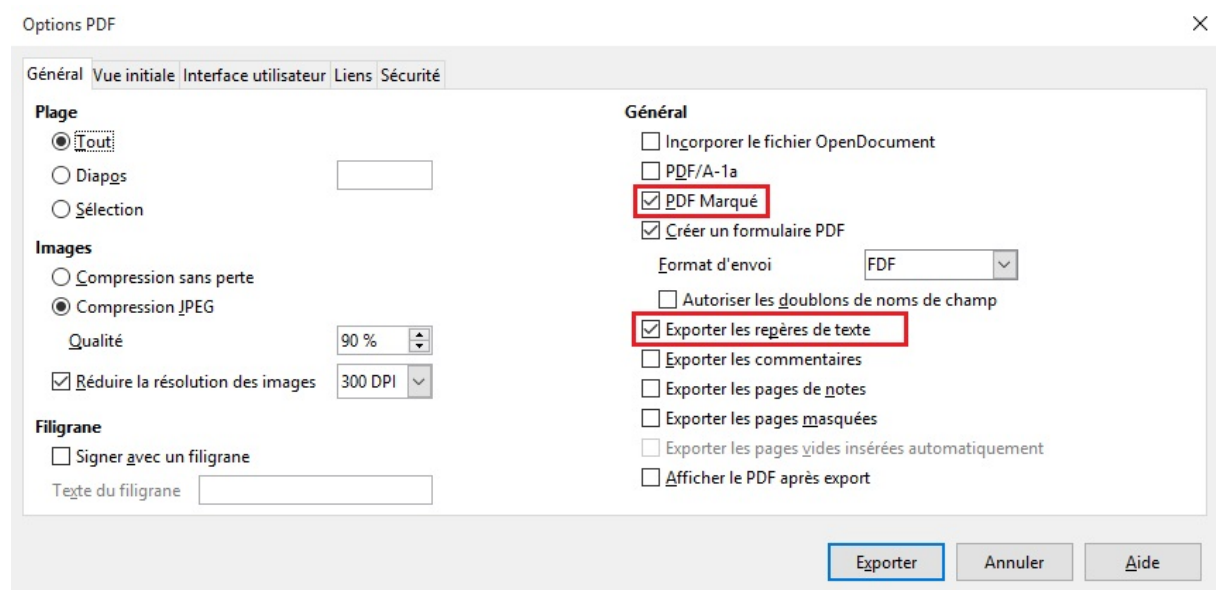 Options PDF
Général Vue initiale Interface utilisateur Liens Sécurité
Plage
Tout
Diapos
Sélection
Images
Compression sans perte
Compression JPEG
Qualité 90 %
Réduire la résolution des images 300 DPI
Filigrane
Signer avec un filigrane
Texte du filigrane
Général
Incorporer le fichier OpenDocument
PDF/A-1a
PDF Marqué
Créer un formulaire PDF
Format d'envoi FDF
Autoriser les doublons de noms de champ
Exporter les repères de texte
Exporter les commentaires
Exporter les pages de notes
Exporter les pages masquées
Exporter les pages vides insérées automatiquement
Afficher le PDF après export
Exporter Annuler Aide